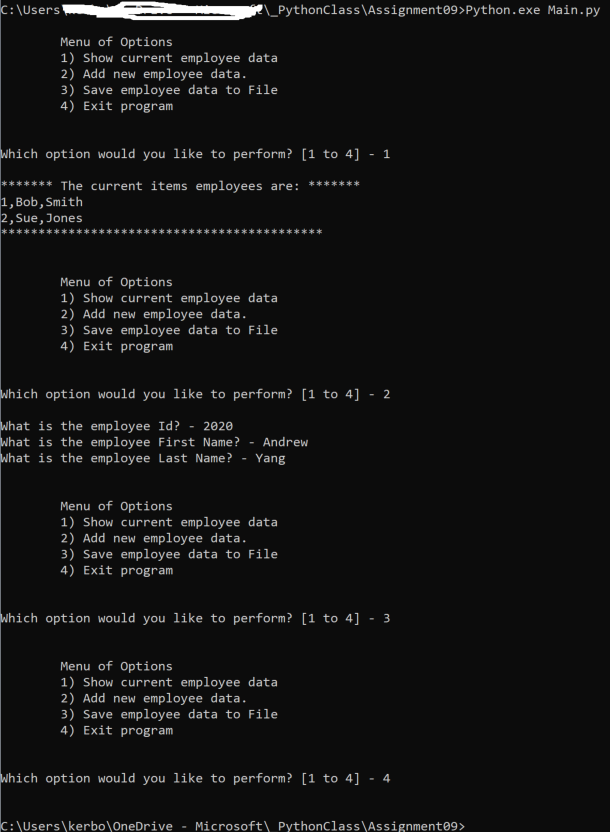 C:\Users\ \_PythonClass\Assignment09>Python.exe Main.py
Menu of Options
1) Show current employee data
2) Add new employee data.
3) Save employee data to File
4) Exit program
Which option would you like to perform? [1 to 4] - 1
******* The current items employees are: *******
1,Bob,Smith
2,Sue,Jones
*******************************************
Menu of Options
1) Show current employee data
2) Add new employee data.
3) Save employee data to File
4) Exit program
Which option would you like to perform? [1 to 4] - 2
What is the employee Id? - 2020
What is the employee First Name? - Andrew
What is the employee Last Name? - Yang
Menu of Options
1) Show current employee data
2) Add new employee data.
3) Save employee data to File
4) Exit program
Which option would you like to perform? [1 to 4] - 3
Menu of Options
1) Show current employee data
2) Add new employee data.
3) Save employee data to File
4) Exit program
Which option would you like to perform? [1 to 4] - 4
C:\Users\kerbo\OneDrive - Microsoft\_PythonClass\Assignment09>